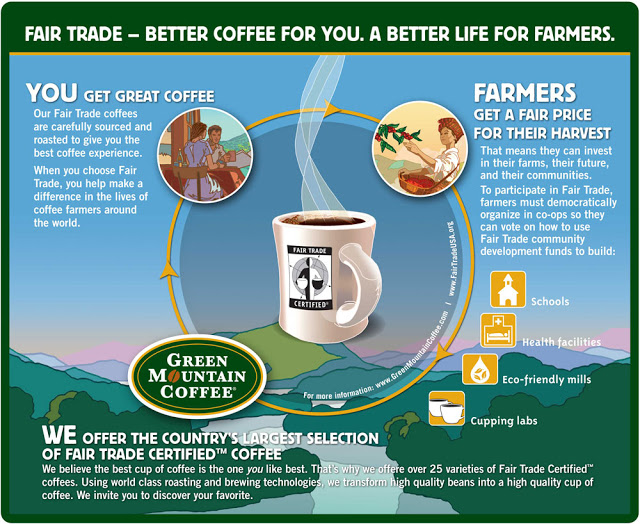 FAIR TRADE – BETTER COFFEE FOR YOU. A BETTER LIFE FOR FARMERS.
YOU GET GREAT COFFEE
Our Fair Trade coffees
are carefully sourced and
roasted to give you the
best coffee experience.
When you choose Fair
Trade, you help make a
difference in the lives of
coffee farmers around
the world.
FARMERS
GET A FAIR PRICE
FOR THEIR HARVEST
That means they can invest
in their farms, their future,
and their communities.
To participate in Fair Trade,
farmers must democratically
organize in co-ops so they
can vote on how to use
Fair Trade community
development funds to build:
Schools
Health facilities
Eco-friendly mills
Cupping labs
FAIR TRADE
CERTIFIED®
For more information: www.GreenMountainCoffee.com | www.FairTradeUSA.org
GREEN
MOUNTAIN
COFFEE®
WE OFFER THE COUNTRY'S LARGEST SELECTION
OF FAIR TRADE CERTIFIED™ COFFEE
We believe the best cup of coffee is the one you like best. That's why we offere over 25 varieties of Fair Trade Certified™
coffees. Using world class roasting and brewing technologies, we transform high quality beans into a high quality cup of
coffee. We invite you to discover your favorite.